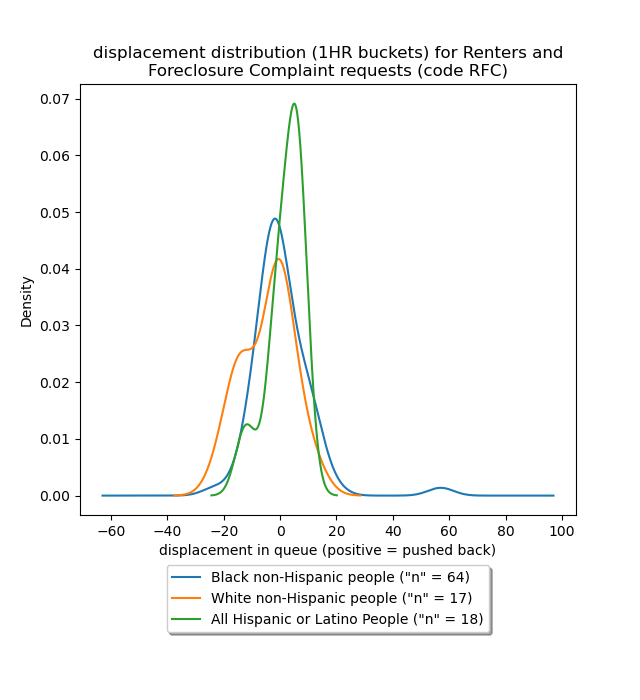 displacement distribution (1HR buckets) for Renters and
Foreclosure Complaint requests (code RFC)
0.07
0.06
0.05
0.04
0.03
0.02
0.01
0.00
Density
−60
−40
−20
0
20
40
60
80
100
displacement in queue (positive = pushed back)
Black non-Hispanic people ("n" = 64)
White non-Hispanic people ("n" = 17)
All Hispanic or Latino People ("n" = 18)